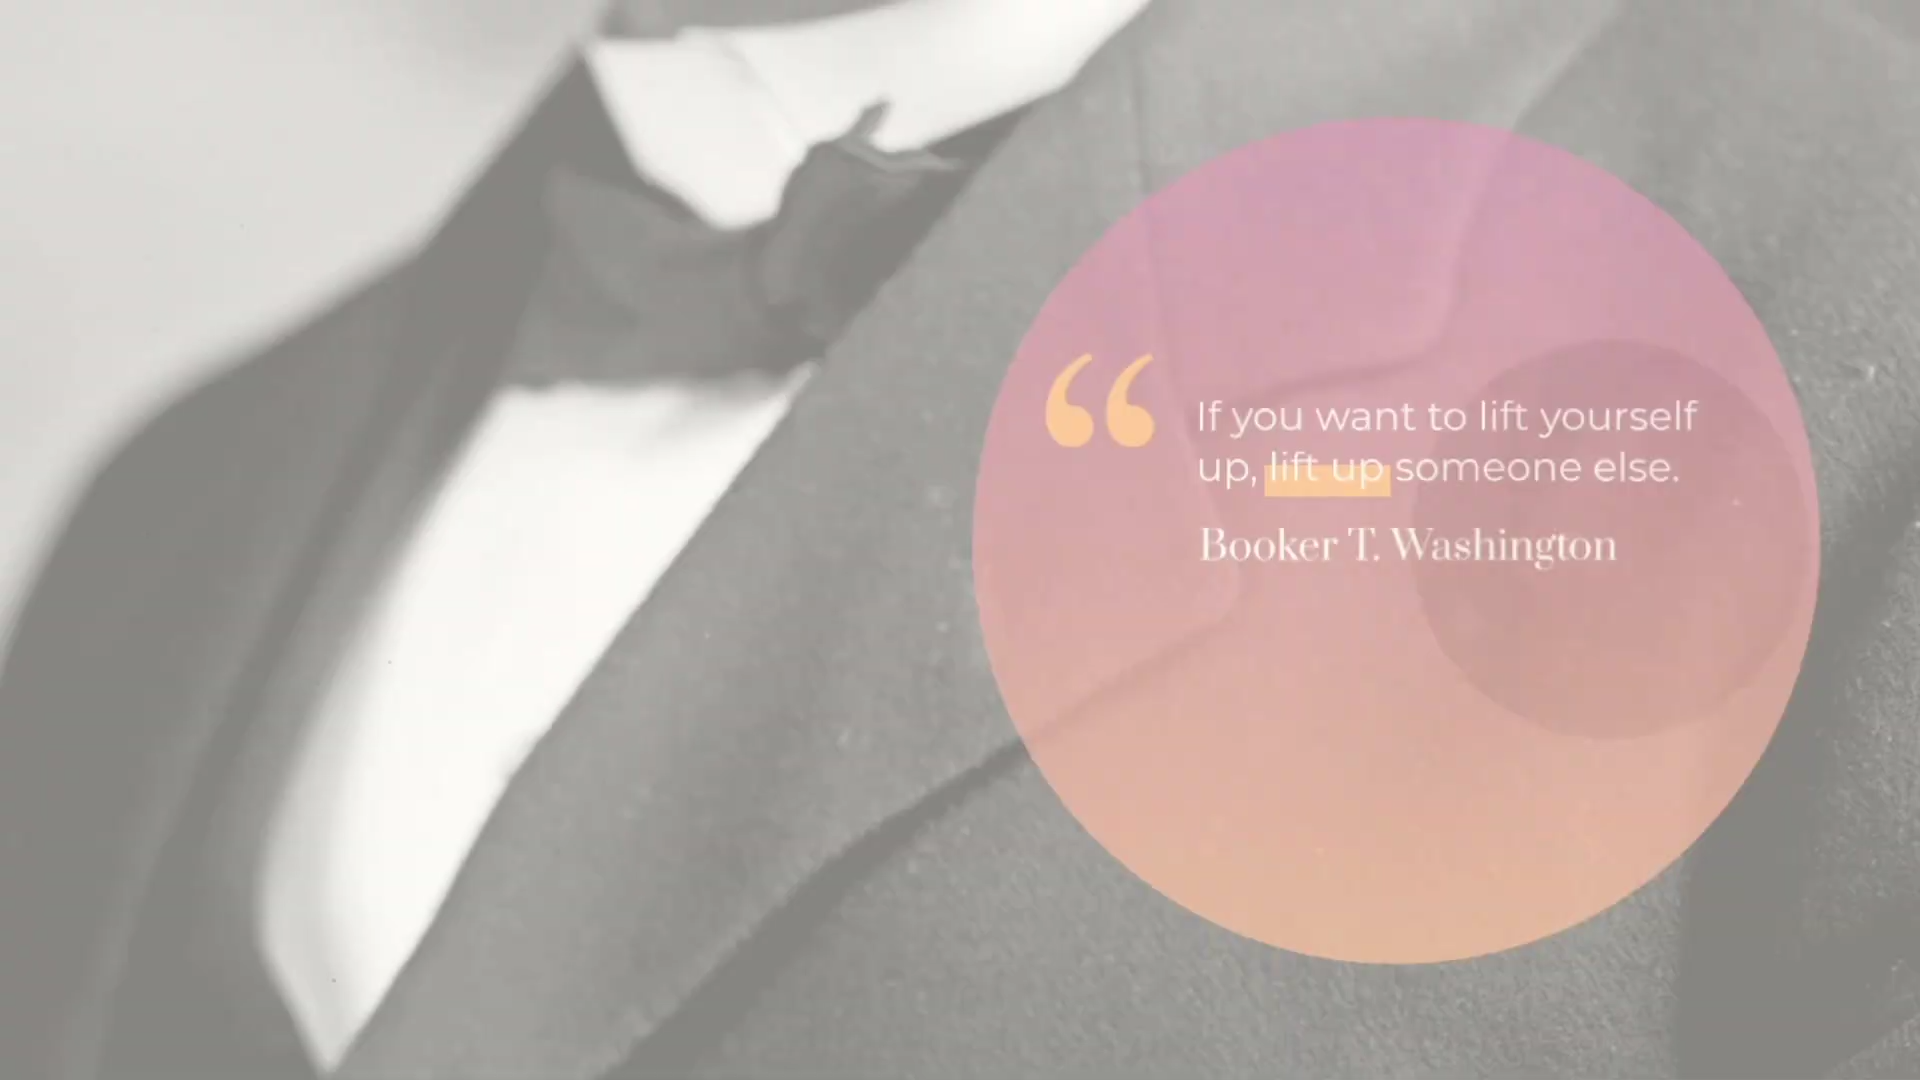 “
If you want to lift yourself
up, lift up someone else.
Booker T. Washington